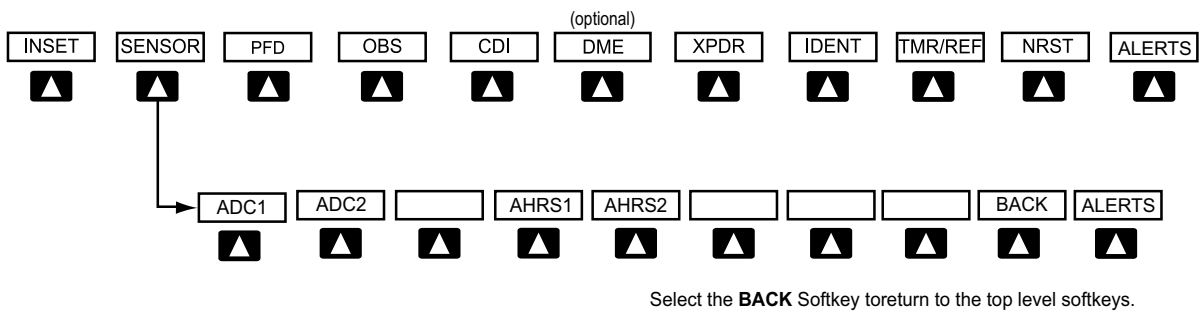 (optional)
INSET SENSOR PFD OBS CDI DME XPDR IDENT TMR/REF NRST ALERTS
ADC1 ADC2 AHRS1 AHRS2 BACK ALERTS
Select the BACK Softkey toreturn to the top level softkeys.